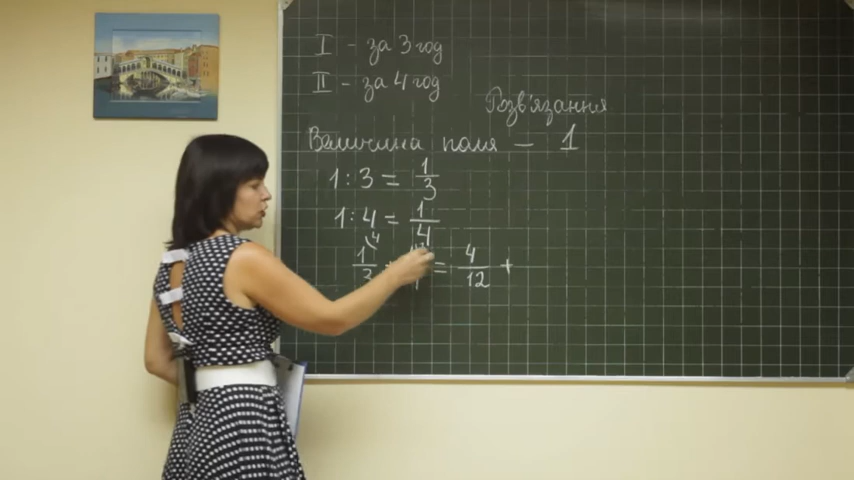 I - за 3 год
II - за 4 год
Розв'язання
Величина поля — 1
1 : 3 = 1/3
1 : 4 = 1/4
1/3 4 = 4/12 +